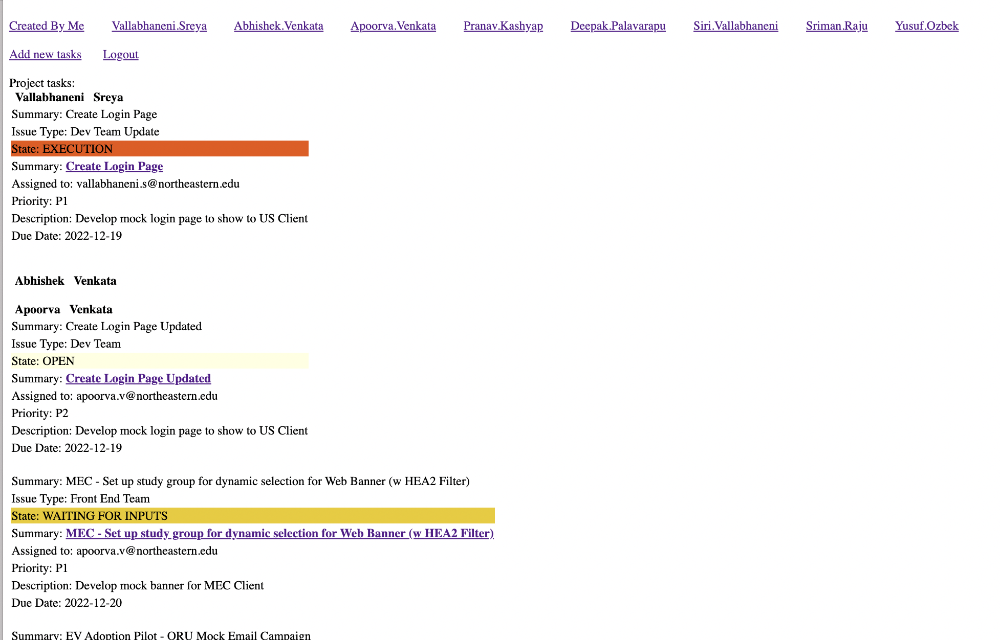 Created By Me Vallabhaneni.Sreya Abhishek.Venkata Apoorva.Venkata Pranav.Kashyap Deepak.Palavarapu Siri.Vallabhaneni Sriman.Raju Yusuf.Ozbek
Add new tasks Logout
Project tasks:
Vallabhaneni Sreya
Summary: Create Login Page
Issue Type: Dev Team Update
State: EXECUTION
Summary: Create Login Page
Assigned to: vallabhaneni.s@northeastern.edu
Priority: P1
Description: Develop mock login page to show to US Client
Due Date: 2022-12-19
Abhishek Venkata
Apoorva Venkata
Summary: Create Login Page Updated
Issue Type: Dev Team
State: OPEN
Summary: Create Login Page Updated
Assigned to: apoorva.v@northeastern.edu
Priority: P2
Description: Develop mock login page to show to US Client
Due Date: 2022-12-19
Summary: MEC - Set up study group for dynamic selection for Web Banner (w HEA2 Filter)
Issue Type: Front End Team
State: WAITING FOR INPUTS
Summary: MEC - Set up study group for dynamic selection for Web Banner (w HEA2 Filter)
Assigned to: apoorva.v@northeastern.edu
Priority: P1
Description: Develop mock banner for MEC Client
Due Date: 2022-12-20
Summary: EV Adoption Pilot - ORU Mock Email Campaign